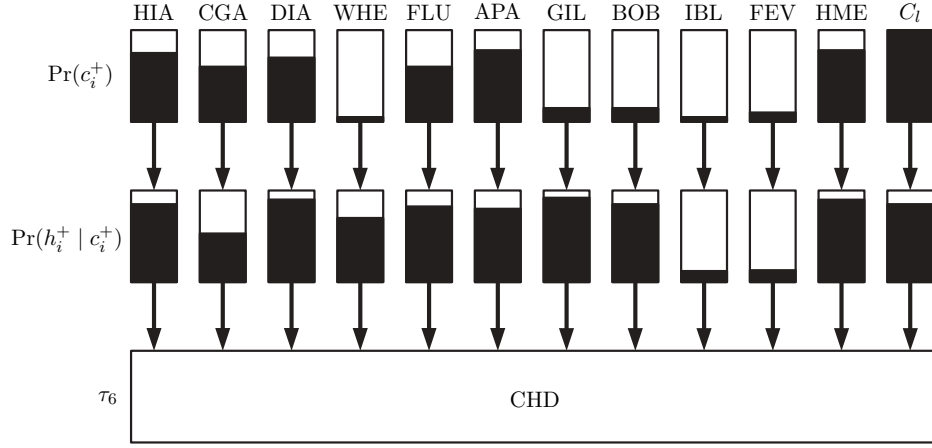 HIA CGA DIA WHE FLU APA GIL BOB IBL FEV HME C_l
Pr(c_i^+)
Pr(h_i^+ | c_i^+)
τ_6 CHD